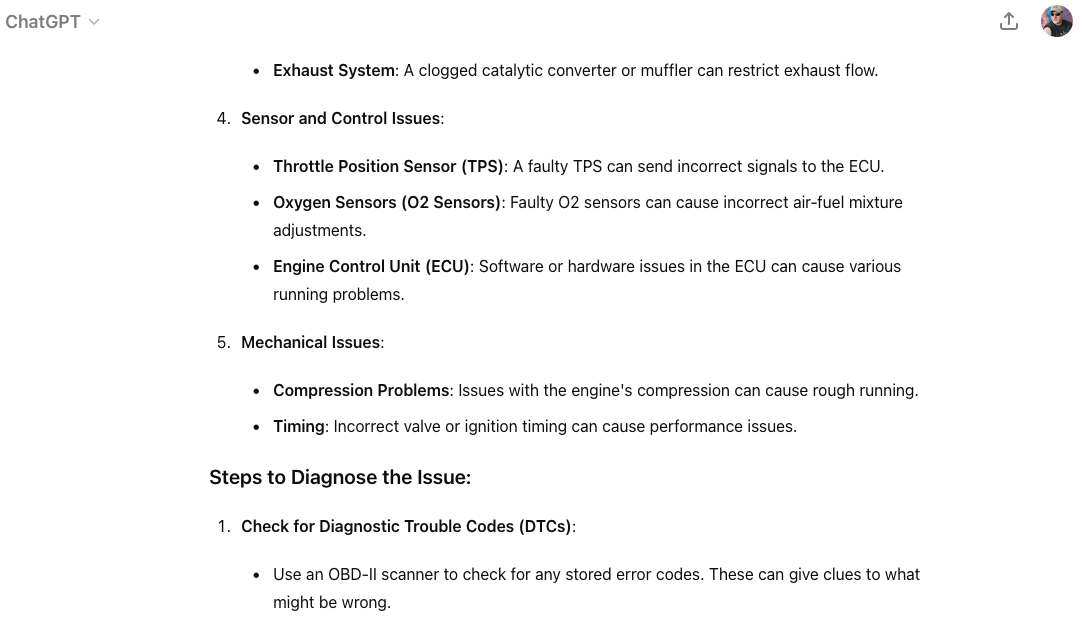 ChatGPT
• Exhaust System: A clogged catalytic converter or muffler can restrict exhaust flow.
4. Sensor and Control Issues:
• Throttle Position Sensor (TPS): A faulty TPS can send incorrect signals to the ECU.
• Oxygen Sensors (O2 Sensors): Faulty O2 sensors can cause incorrect air-fuel mixture
adjustments.
• Engine Control Unit (ECU): Software or hardware issues in the ECU can cause various
running problems.
5. Mechanical Issues:
• Compression Problems: Issues with the engine's compression can cause rough running.
• Timing: Incorrect valve or ignition timing can cause performance issues.
Steps to Diagnose the Issue:
1. Check for Diagnostic Trouble Codes (DTCs):
• Use an OBD-II scanner to check for any stored error codes. These can give clues to what
might be wrong.